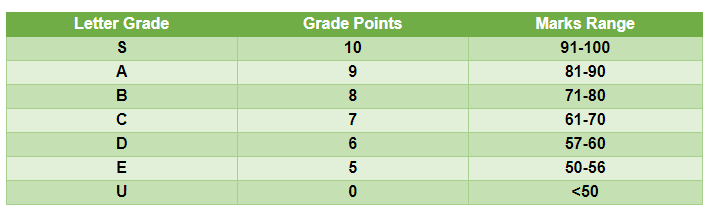 Letter Grade Grade Points Marks Range
S 10 91-100
A 9 81-90
B 8 71-80
C 7 61-70
D 6 57-60
E 5 50-56
U 0 <50